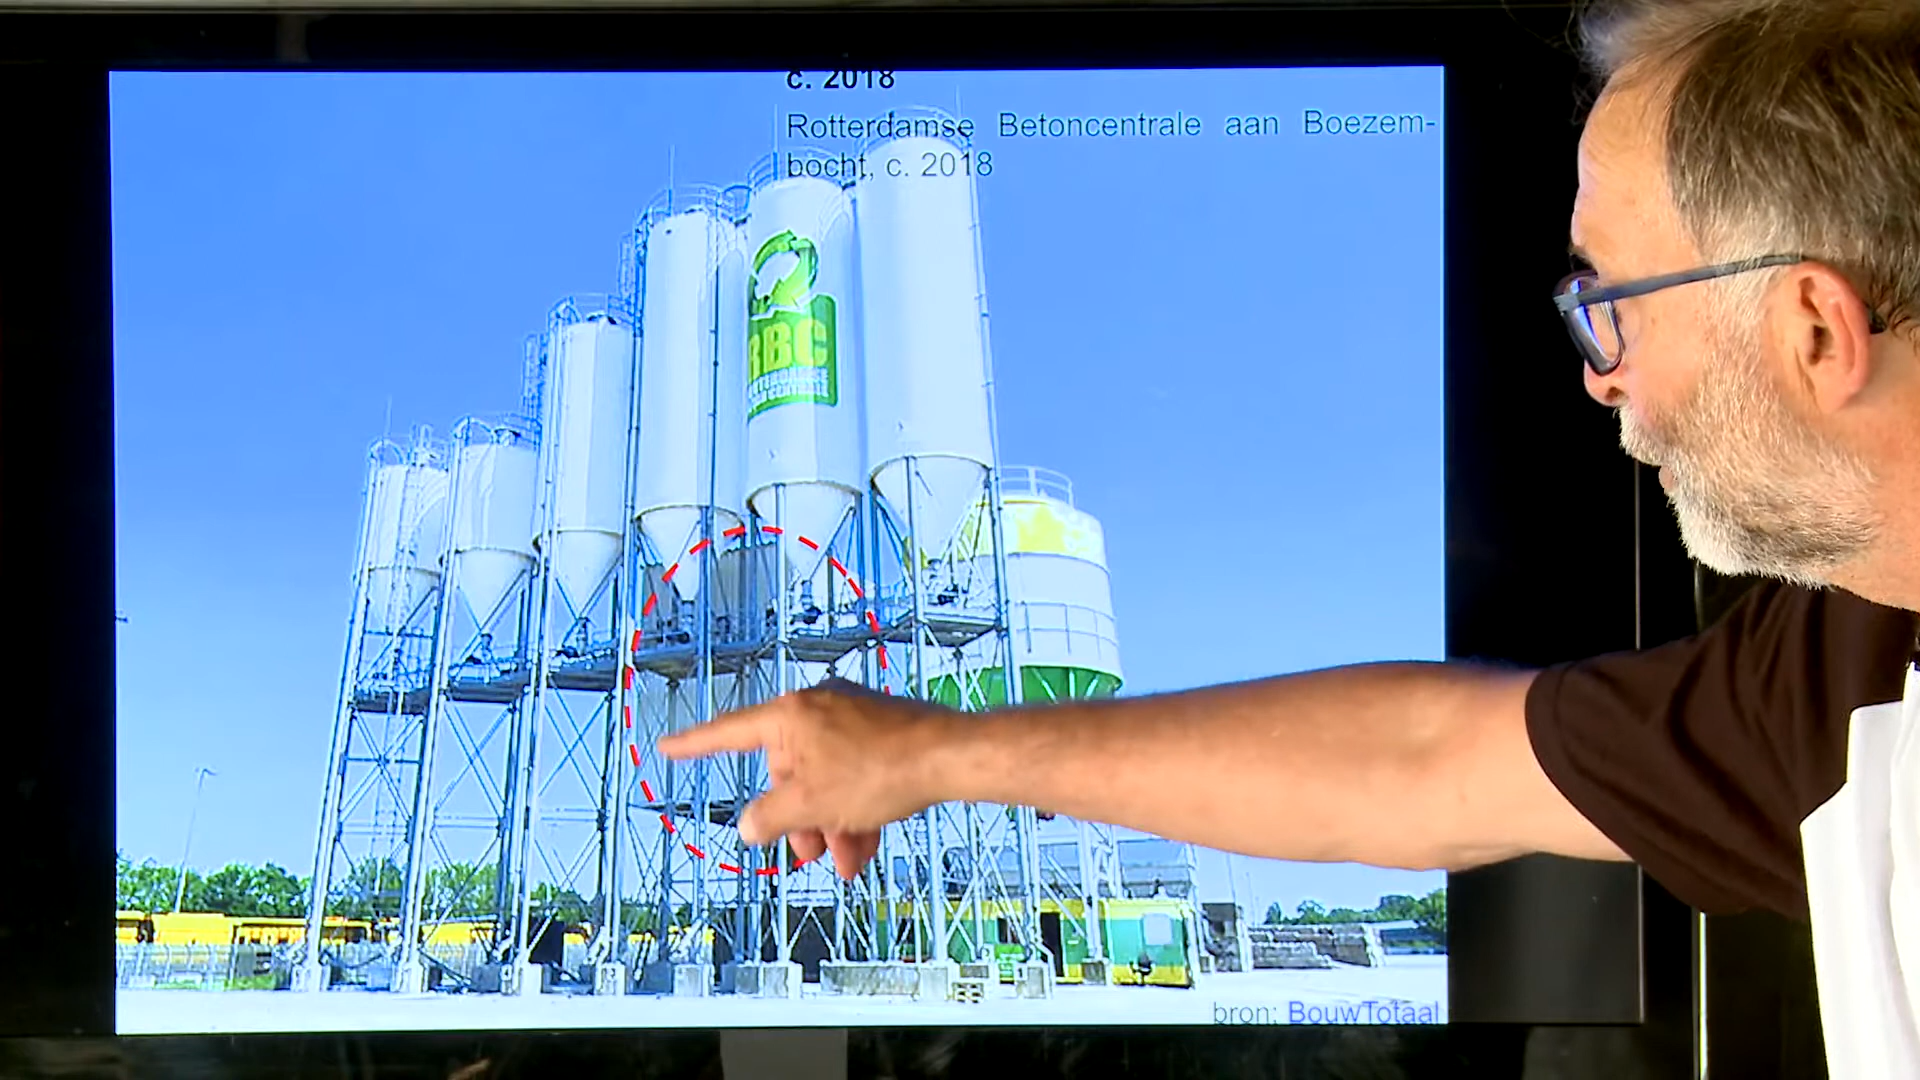 c. 2018
Rotterdamse Betoncentrale aan Boezem-
bocht, c. 2018
RBC
bron: BouwTotaal